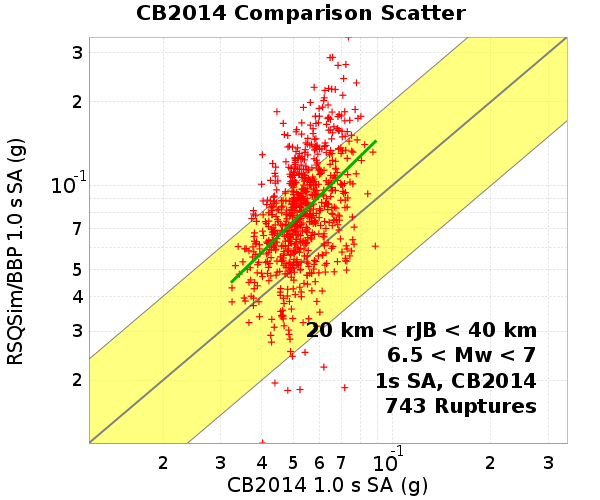 CB2014 Comparison Scatter
RSQSim/BBP 1.0 s SA (g)
3
2
10-1
7
5
4
3
2
20 km < rJB < 40 km
6.5 < Mw < 7
1s SA, CB2014
743 Ruptures
2 3 4 5 6 7 10-1 2 3
CB2014 1.0 s SA (g)